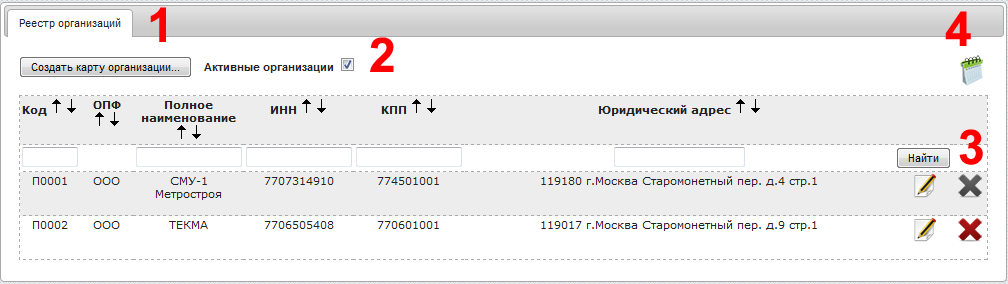 Реестр организаций
1
4
Создать карту организации...
Активные организации
2
Код
ОПФ
Полное
наименование
ИНН
КПП
Юридический адрес
Найти
3
П0001 ООО СМУ-1 7707314910 774501001 119180 г.Москва Старомонетный пер. д.4 стр.1
Метростроя
П0002 ООО ТЕКМА 7706505408 770601001 119017 г.Москва Старомонетный пер. д.9 стр.1